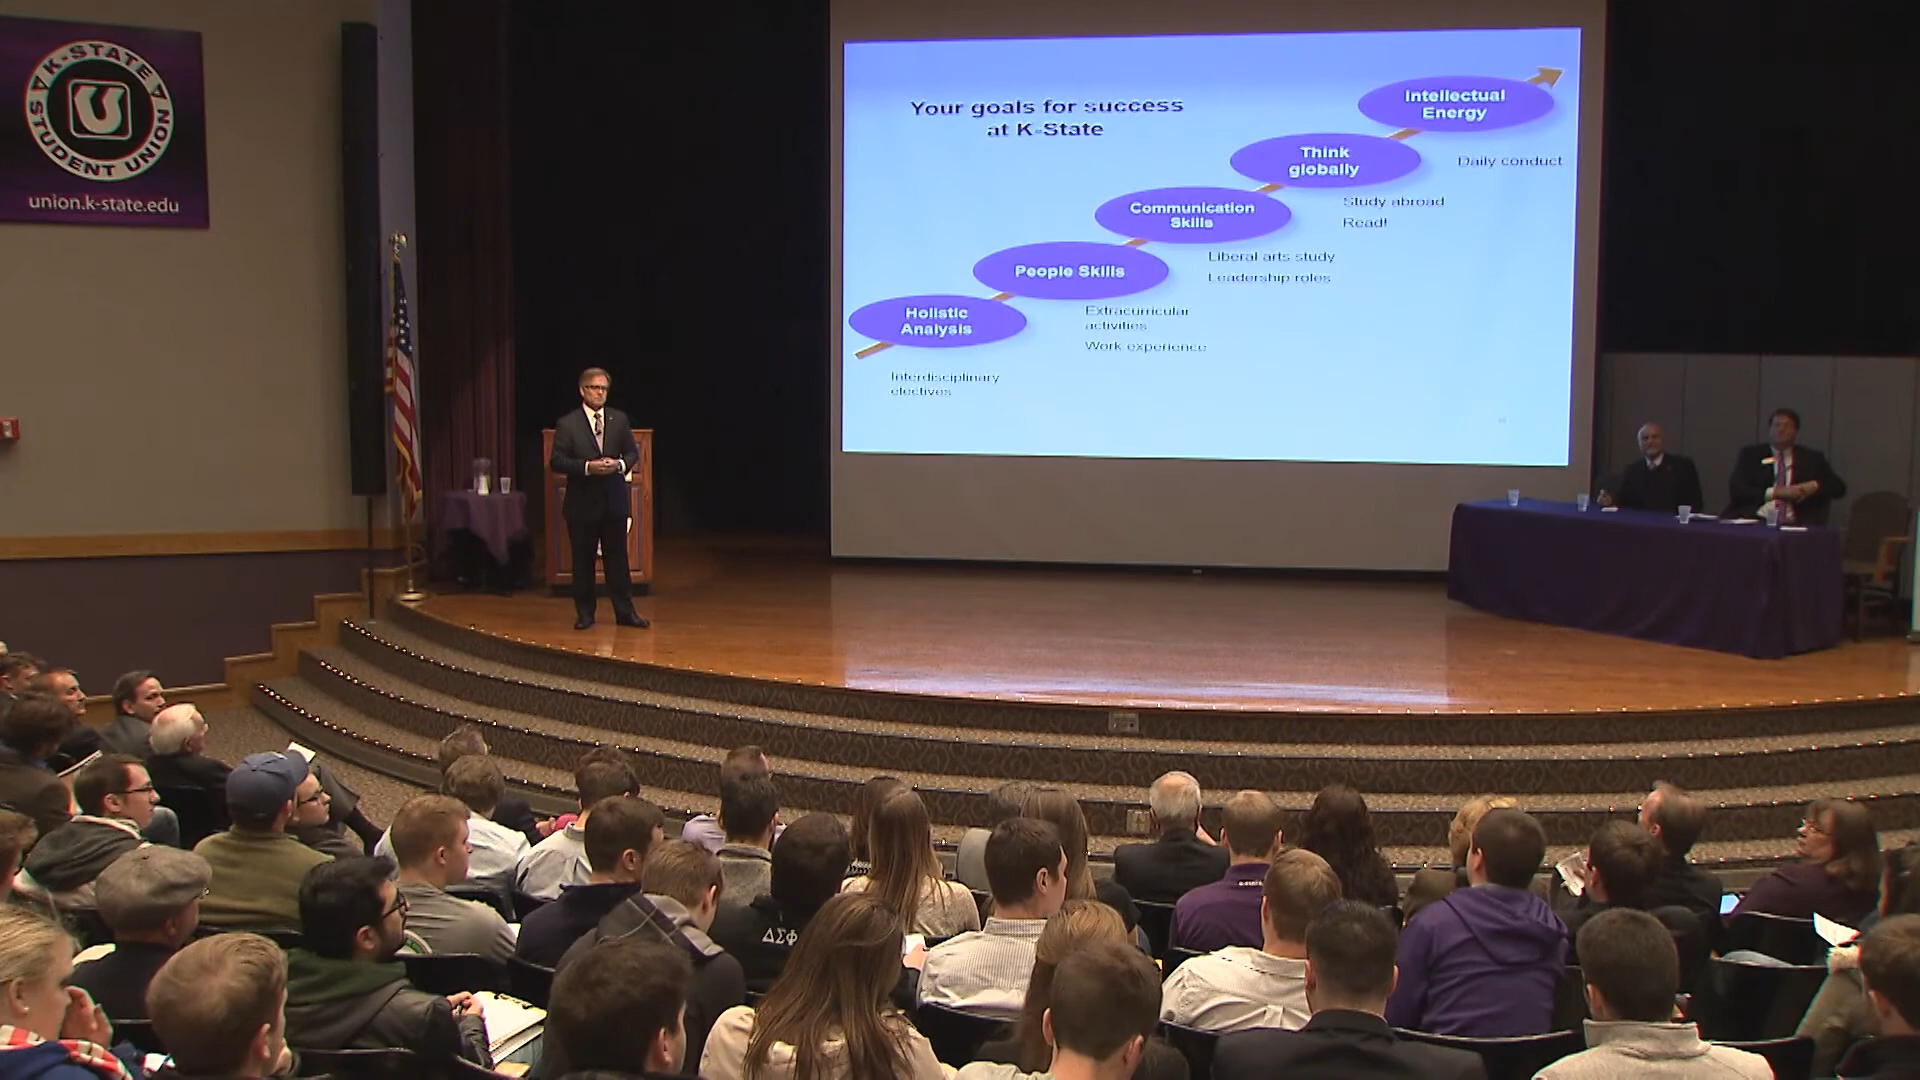 K-STATE
STUDENT UNION
U
union.k-state.edu
Your goals for success
at K-State
Intellectual
Energy
Daily conduct
Think
globally
Study abroad
Read!
Communication
Skills
Liberal arts study
Leadership roles
People Skills
Extracurricular
activities
Work experience
Holistic
Analysis
Interdisciplinary
electives
ΔΣΦ